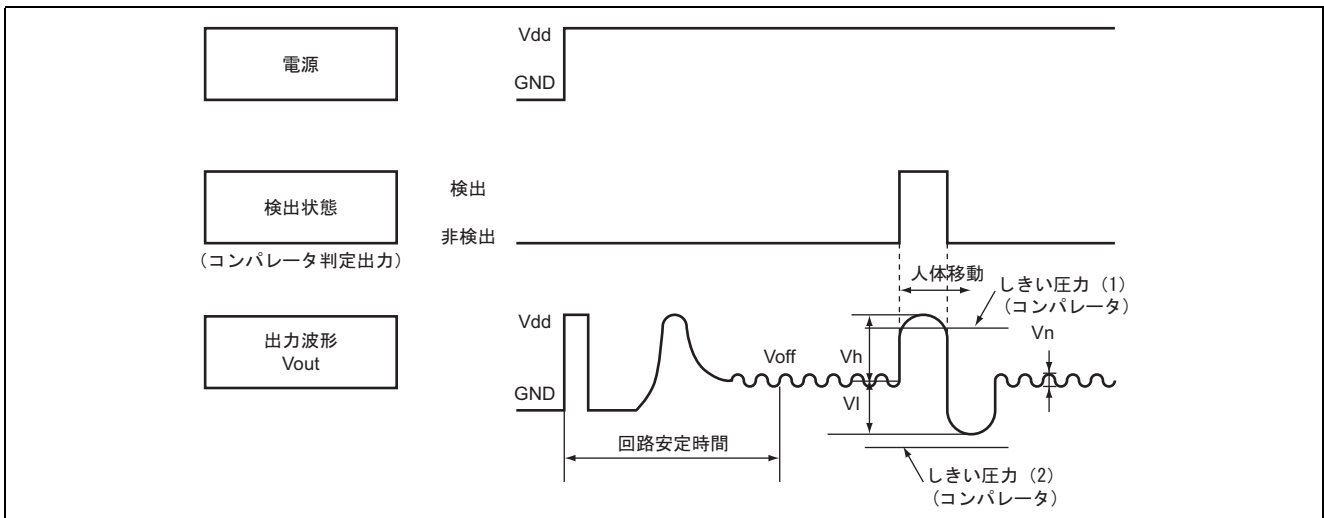 電源
Vdd
GND
検出状態
(コンパレータ判定出力)
検出
非検出
人体移動
しきい圧力 (1)
(コンパレータ)
出力波形
Vout
Vdd
GND
Voff
Vh
Vl
Vn
回路安定時間
しきい圧力 (2)
(コンパレータ)